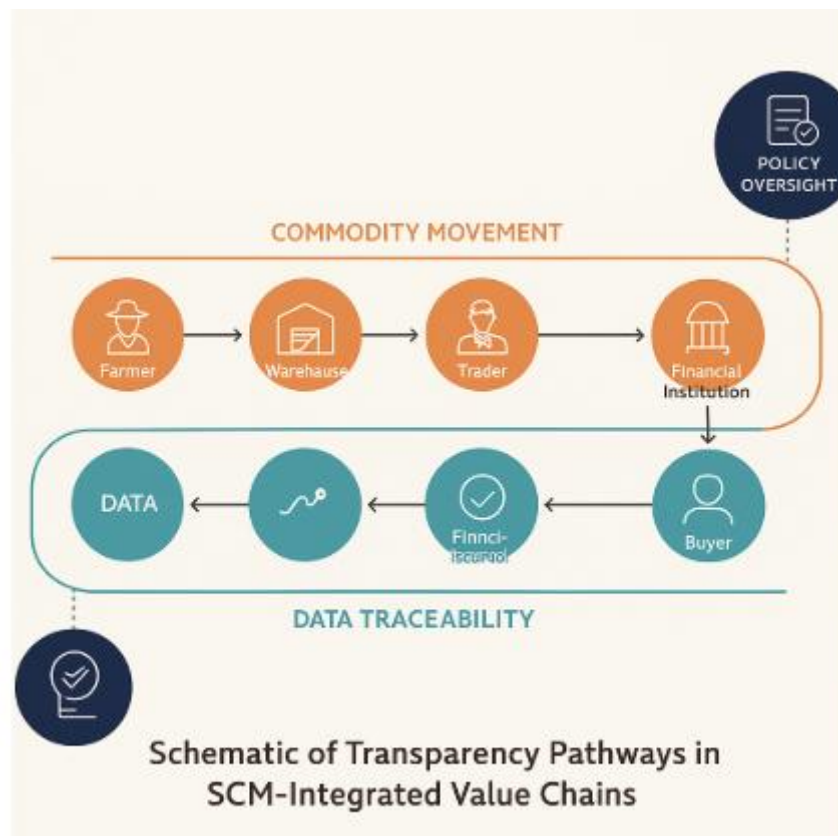 POLICY
OVERSIGHT
COMMODITY MOVEMENT
Farmer
Warehause
Trader
Financial
Institution
DATA
Finnci-
Buyer
DATA TRACEABILITY
Schematic of Transparency Pathways in
SCM-Integrated Value Chains